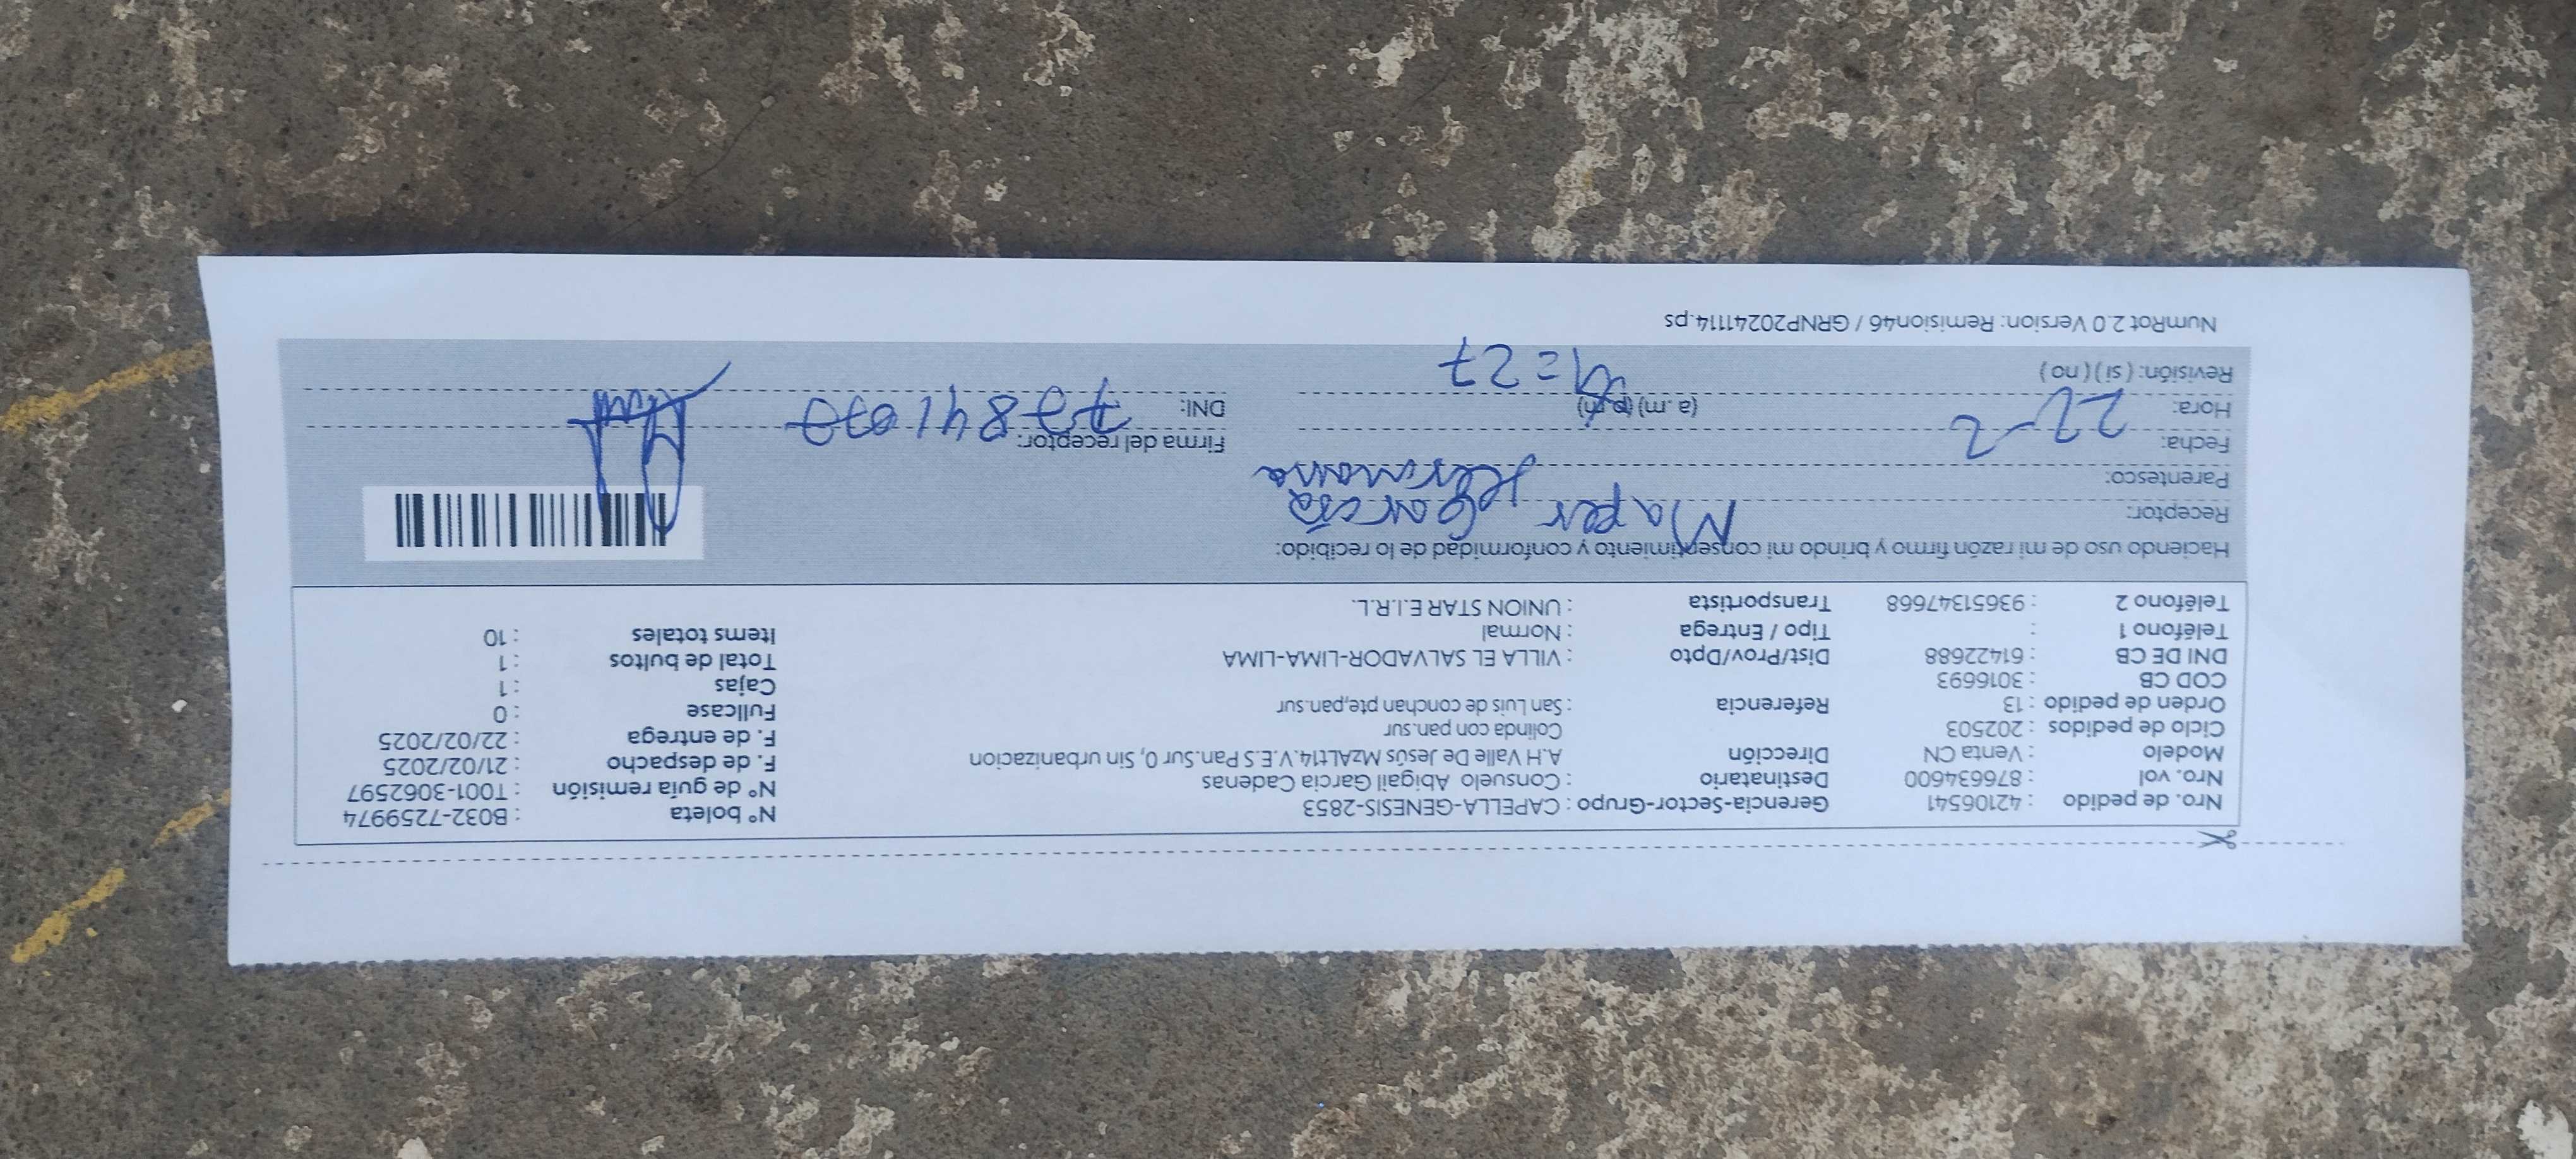 Nro. de pedido : 42106541 Gerencia-Sector-Grupo : CAPELLA-GENESIS-2853 N° boleta : B032-7259974
Nro. vol : 876634600 Destinatario : Consuelo Abigail García Cadenas N° de guía remisión : T001-3062597
Modelo : Venta CN Dirección A.H Valle De Jesús MzALt14.V.E.S Pan.Sur 0, Sin urbanizacion F. de despacho : 21/02/2025
Ciclo de pedidos : 202503 Colinda con pan.sur F. de entrega : 22/02/2025
Orden de pedido : 13 Referencia : San Luis de conchan pte,pan.sur Fullcase : 0
COD CB : 3016693 Cajas : 1
DNI DE CB : 61422688 Dist/Prov/Dpto : VILLA EL SALVADOR-LIMA-LIMA Total de bultos : 1
Teléfono 1 : Tipo / Entrega : Normal Items totales : 10
Teléfono 2 : 936513476​68 Transportista : UNION STAR E.I.R.L.
Haciendo uso de mi razón firmo y brindo mi consentimiento y conformidad de lo recibido:
Receptor: García
Parentesco: Hermana
Fecha: 22-2 Firma del receptor:
Hora: (a .m) (p.m) DNI:
Revisión: ( si ) ( no )
NumRot 2.0 Version: Remision46 / GRNP20241114.ps